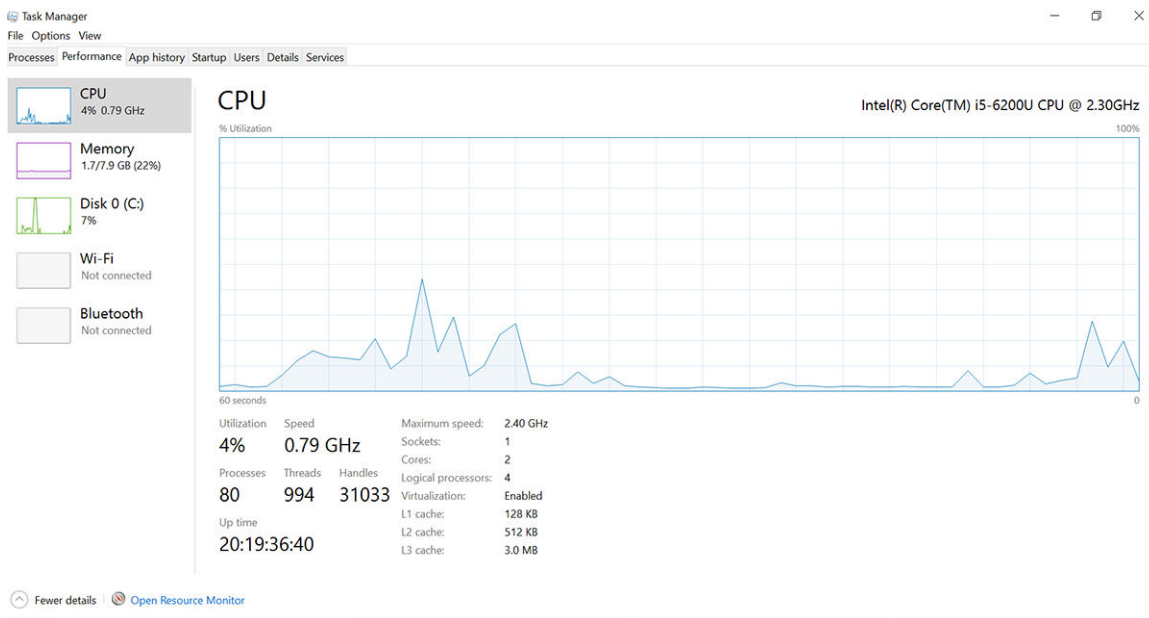 Task Manager
File Options View
Processes Performance App history Startup Users Details Services
CPU
4% 0.79 GHz
Memory
1.7/7.9 GB (22%)
Disk 0 (C:)
7%
Wi-Fi
Not connected
Bluetooth
Not connected
CPU
Intel(R) Core(TM) i5-6200U CPU @ 2.30GHz
% Utilization 100%
60 seconds 0
Utilization Speed
4% 0.79 GHz
Processes Threads Handles
80 994 31033
Up time
20:19:36:40
Maximum speed: 2.40 GHz
Sockets: 1
Cores: 2
Logical processors: 4
Virtualization: Enabled
L1 cache: 128 KB
L2 cache: 512 KB
L3 cache: 3.0 MB
Fewer details Open Resource Monitor